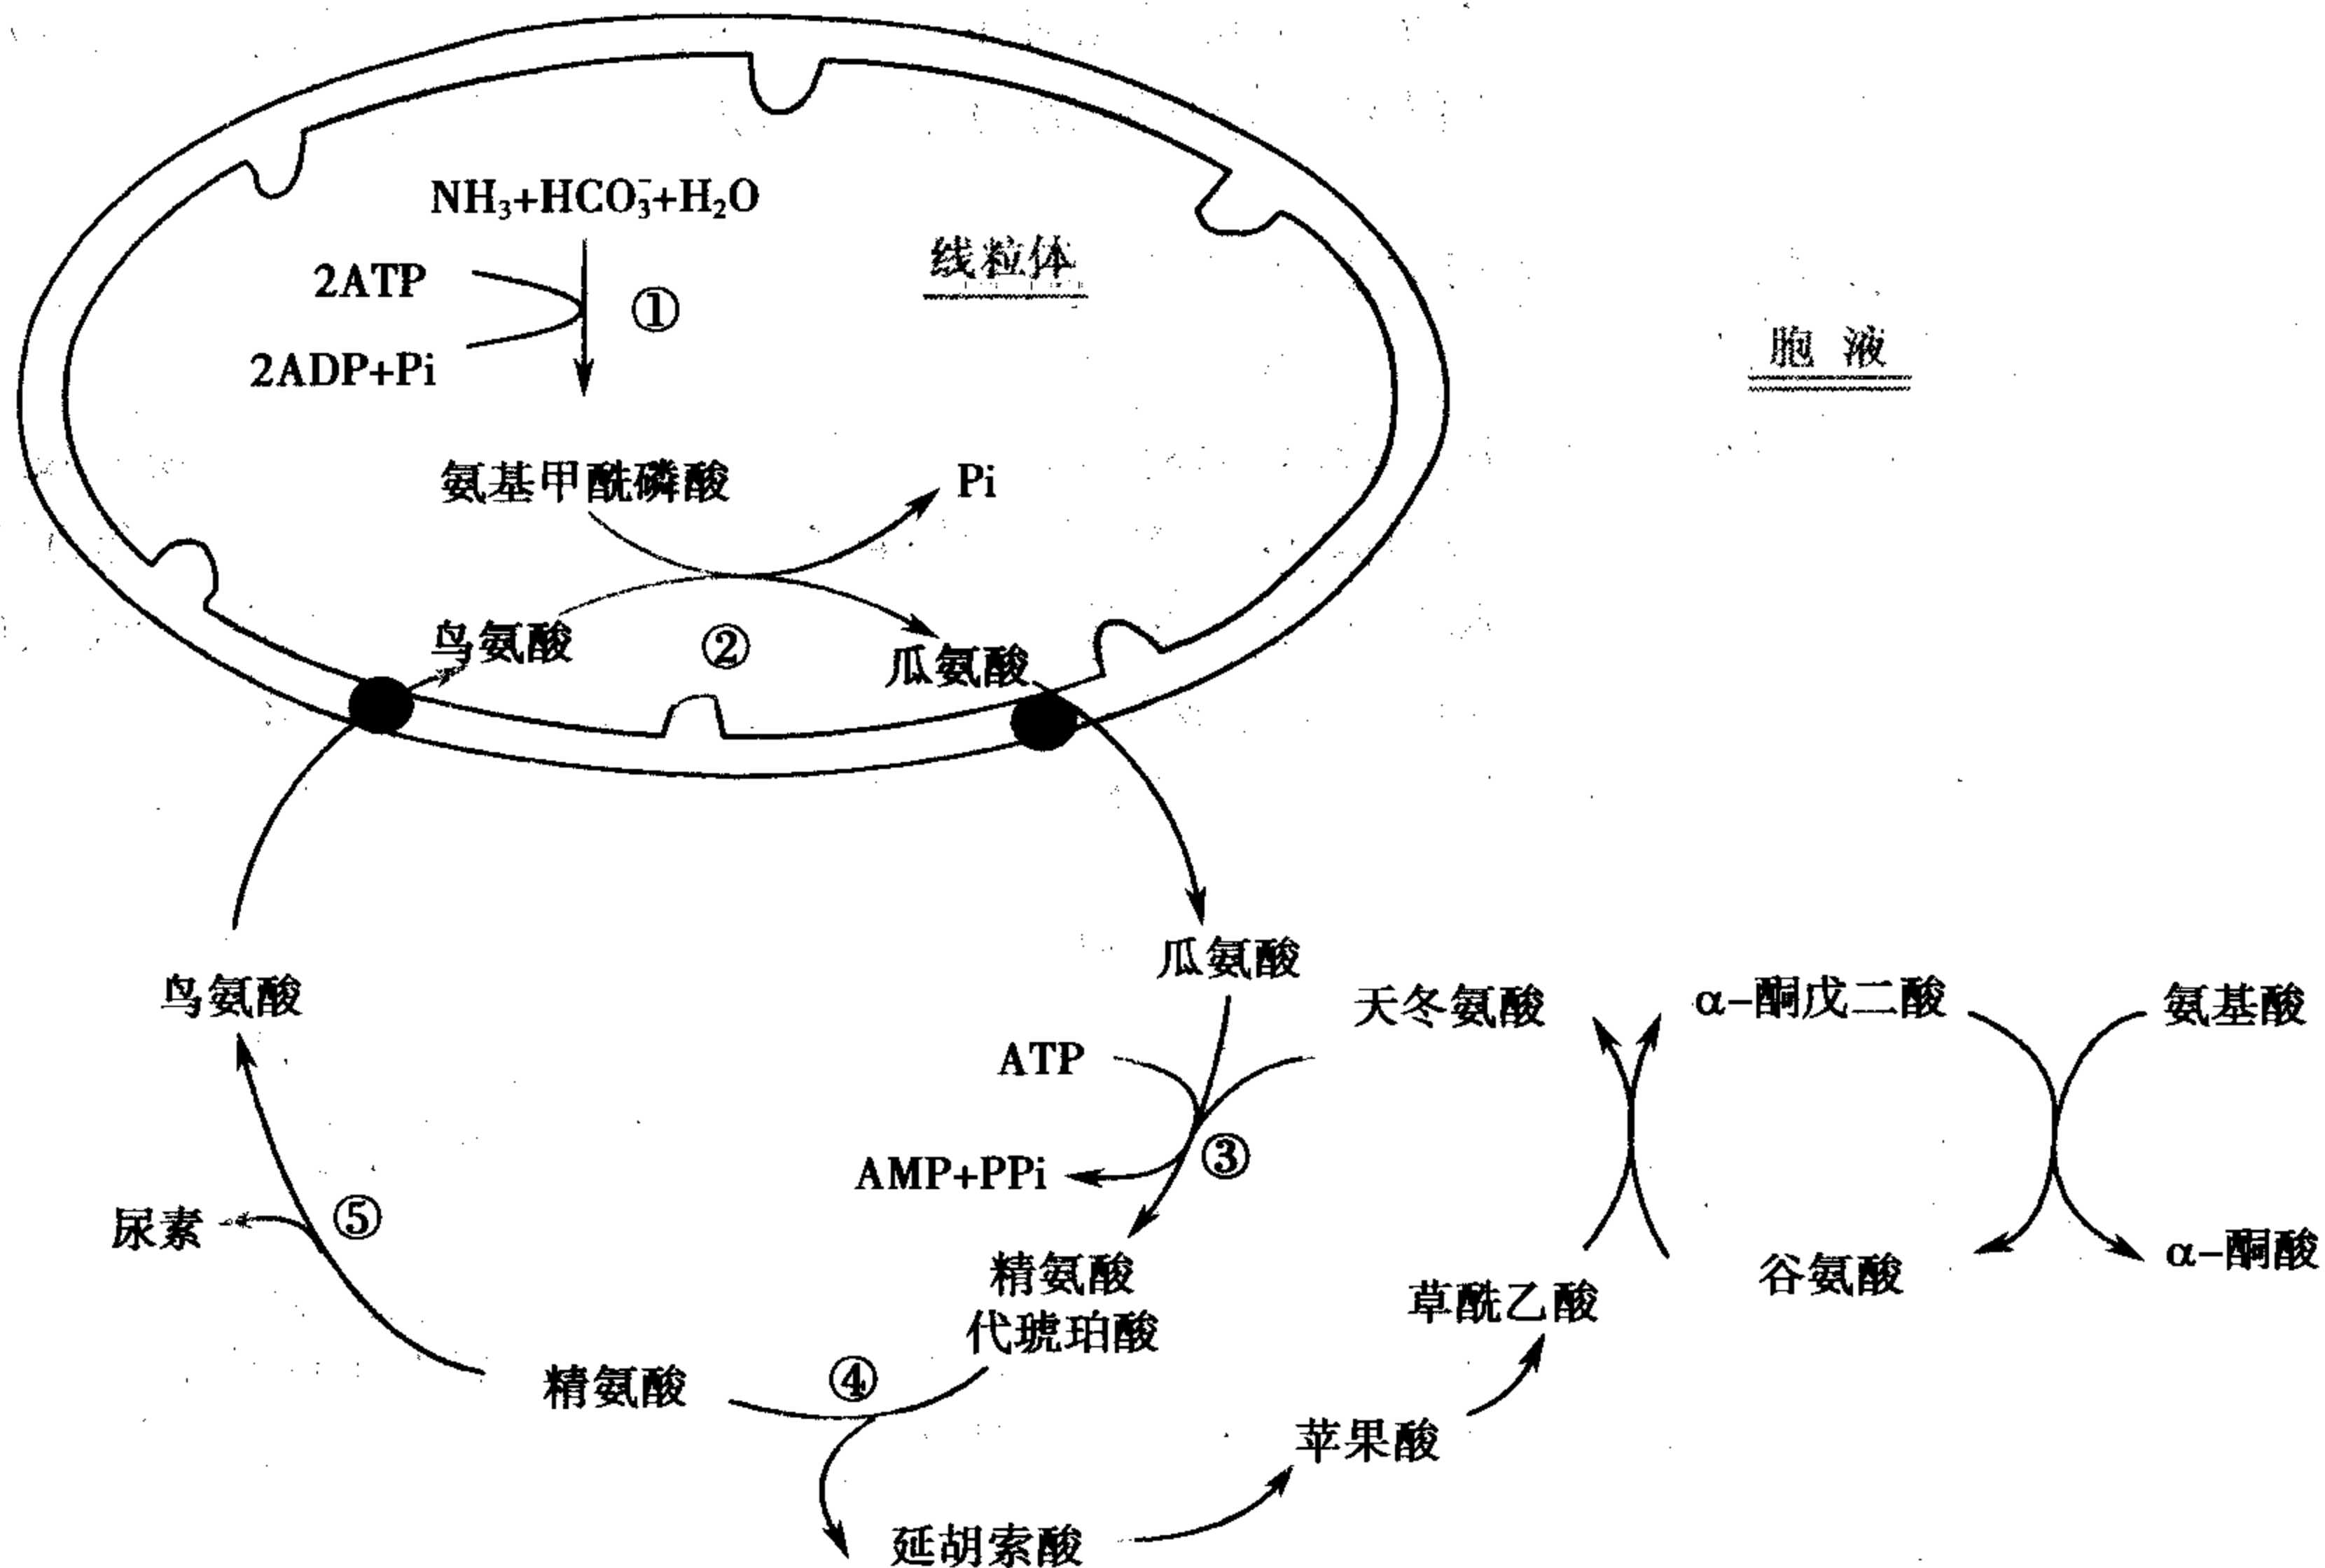 NH₃+HCO₃⁻+H₂O
2ATP
①
线粒体
2ADP+Pi
胞液
氨基甲酰磷酸
Pi
鸟氨酸
②
瓜氨酸
鸟氨酸
瓜氨酸
天冬氨酸
α-酮戊二酸
氨基酸
ATP
AMP+PPi
③
尿素
⑤
精氨酸
代琥珀酸
草酰乙酸
谷氨酸
α-酮酸
精氨酸
④
苹果酸
延胡索酸